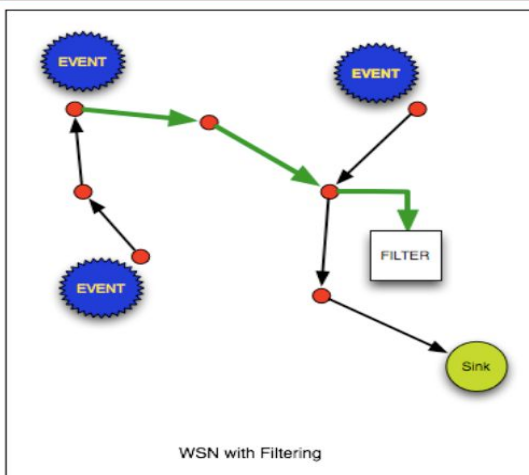 EVENT
EVENT
EVENT
FILTER
Sink
WSN with Filtering